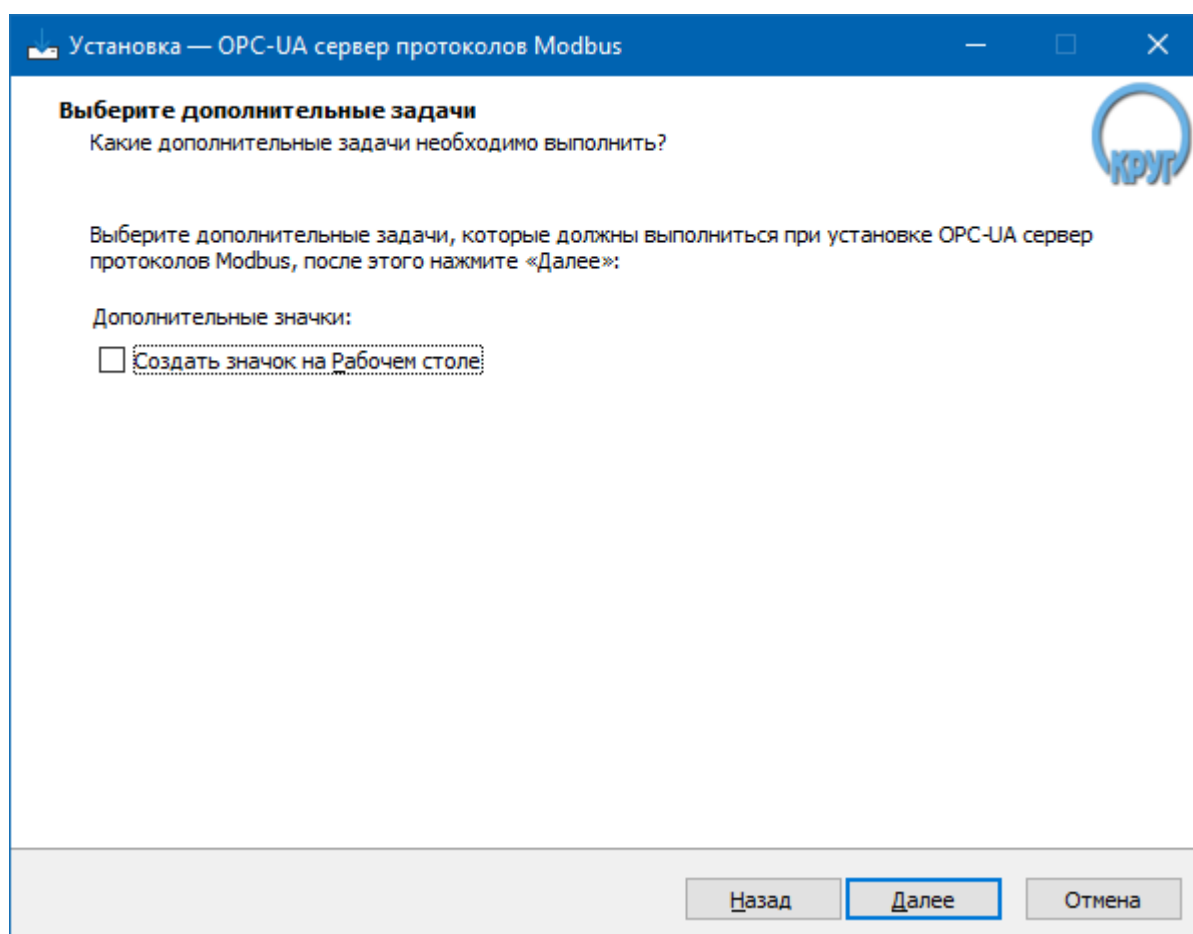 Установка — OPC-UA сервер протоколов Modbus
Выберите дополнительные задачи
Какие дополнительные задачи необходимо выполнить?
КРУГ
Выберите дополнительные задачи, которые должны выполниться при установке OPC-UA сервер
протоколов Modbus, после этого нажмите «Далее»:
Дополнительные значки:
Создать значок на Рабочем столе
Назад Далее Отмена